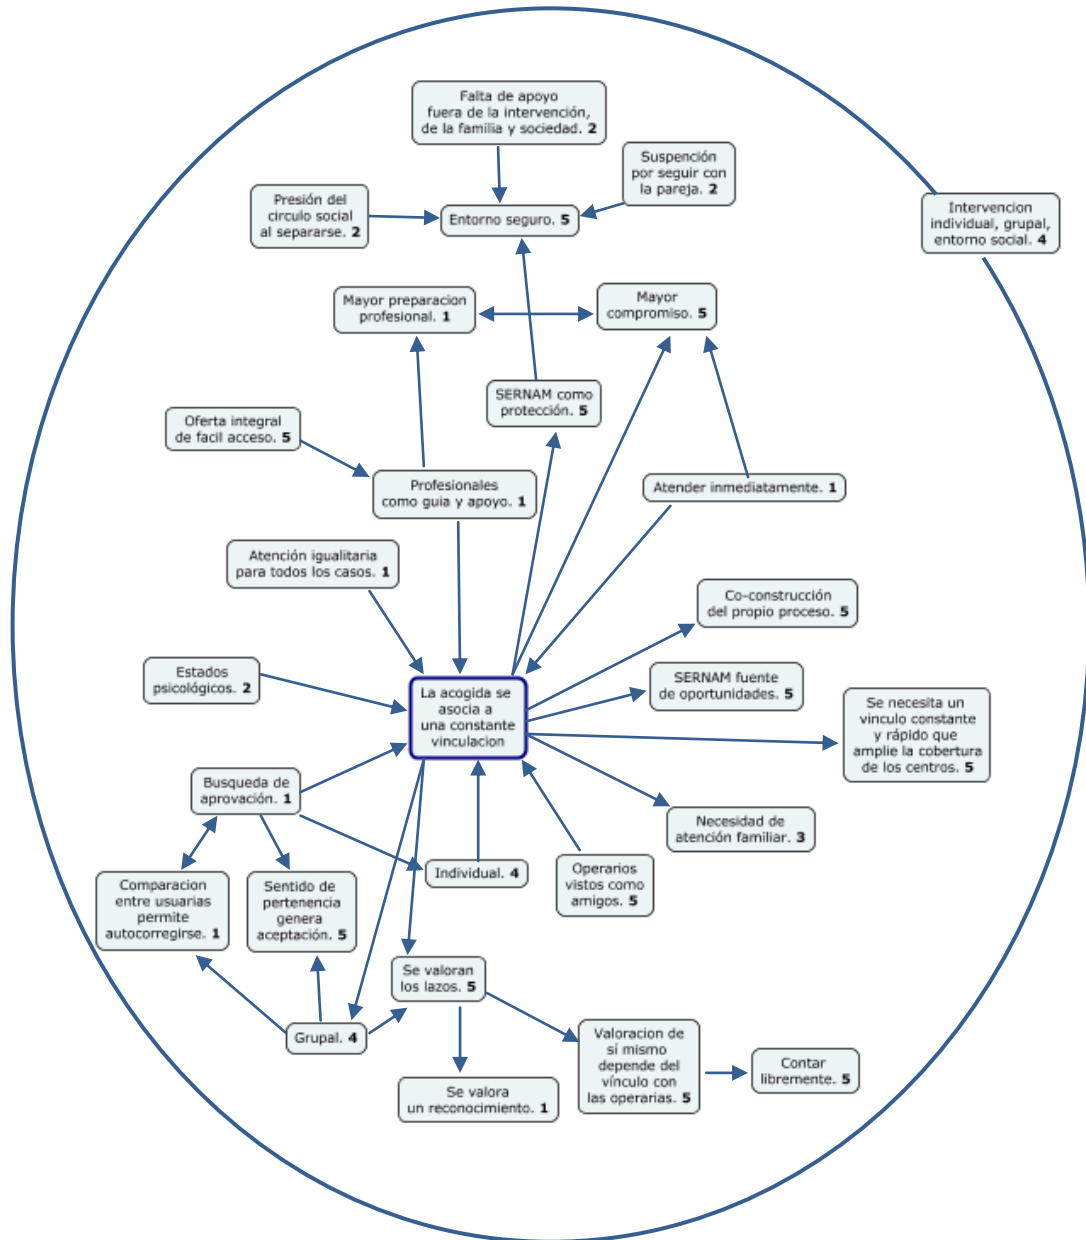 Falta de apoyo
fuera de la intervención,
de la familia y sociedad. 2
Suspención
por seguir con
la pareja. 2
Presión del
circulo social
al separarse. 2
Entorno seguro. 5
Intervencion
individual, grupal,
entorno social. 4
Mayor preparacion
profesional. 1
Mayor
compromiso. 5
SERNAM como
protección. 5
Oferta integral
de facil acceso. 5
Profesionales
como guia y apoyo. 1
Atender inmediatamente. 1
Atención igualitaria
para todos los casos. 1
Co-construcción
del propio proceso. 5
Estados
psicológicos. 2
La acogida se
asocia a
una constante
vinculacion
SERNAM fuente
de oportunidades. 5
Se necesita un
vinculo constante
y rápido que
amplie la cobertura
de los centros. 5
Busqueda de
aprovación. 1
Necesidad de
atención familiar. 3
Individual. 4
Operarios
vistos como
amigos. 5
Comparacion
entre usuarias
permite
autocorregirse. 1
Sentido de
pertenencia
genera
aceptación. 5
Se valoran
los lazos. 5
Grupal. 4
Valoracion de
sí mismo
depende del
vínculo con
las operarias. 5
Contar
libremente. 5
Se valora
un reconocimiento. 1